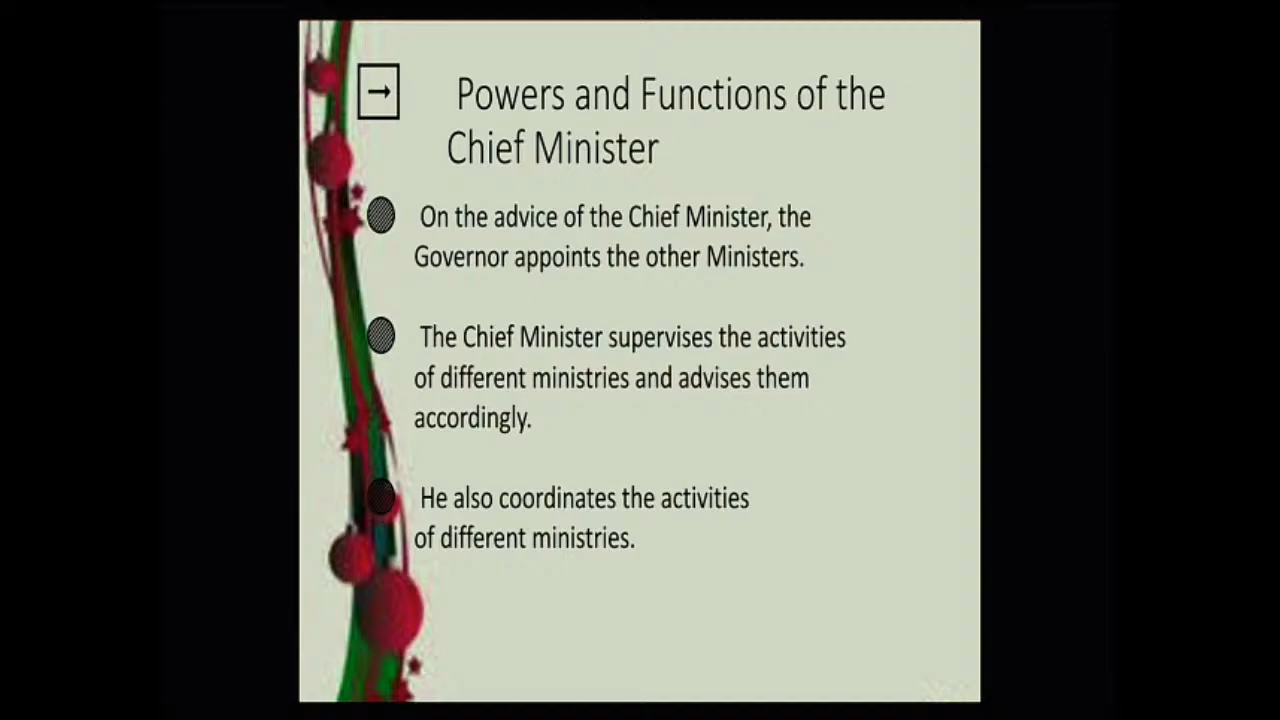 → Powers and Functions of the
Chief Minister
On the advice of the Chief Minister, the
Governor appoints the other Ministers.
The Chief Minister supervises the activities
of different ministries and advises them
accordingly.
He also coordinates the activities
of different ministries.